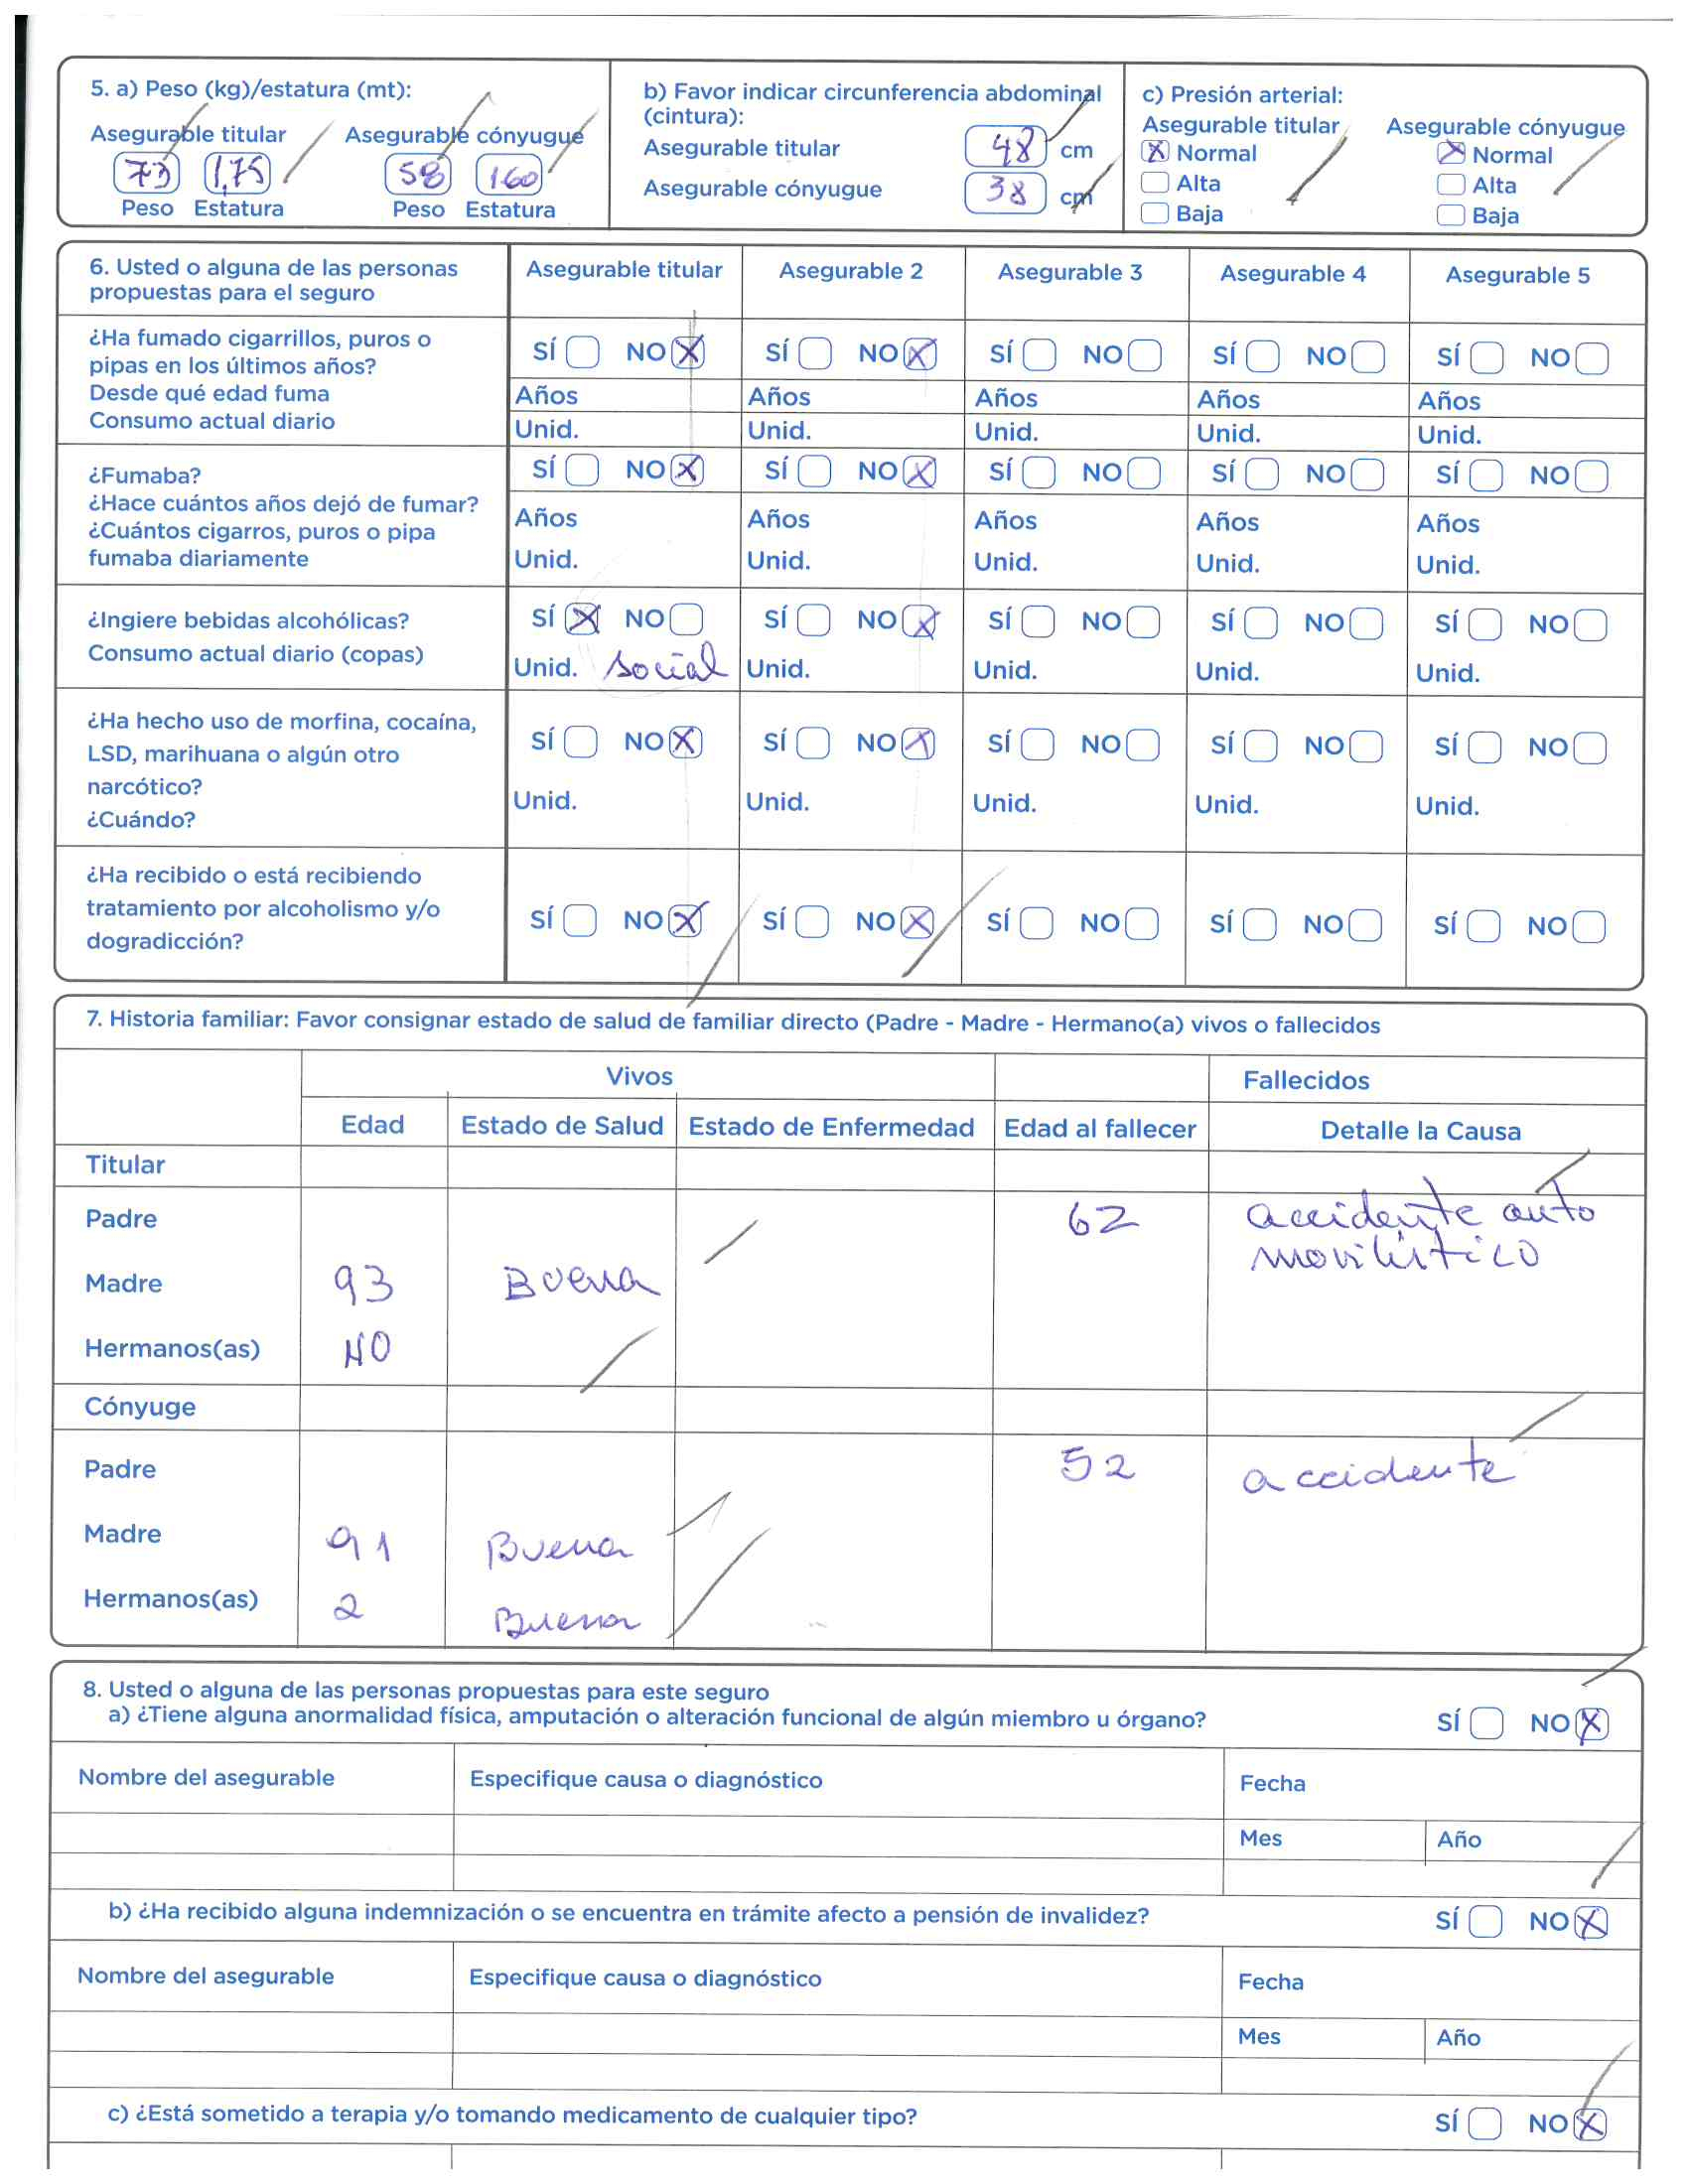 5. a) Peso (kg)/estatura (mt):
Asegurable titular Asegurable cónyugue
73 1,75 58 160
Peso Estatura Peso Estatura
b) Favor indicar circunferencia abdominal
(cintura):
Asegurable titular 48 cm
Asegurable cónyugue 38 cm
c) Presión arterial:
Asegurable titular Asegurable cónyugue
X Normal X Normal
Alta Alta
Baja Baja
6. Usted o alguna de las personas
propuestas para el seguro
Asegurable titular Asegurable 2 Asegurable 3 Asegurable 4 Asegurable 5
¿Ha fumado cigarrillos, puros o
pipas en los últimos años?
Desde qué edad fuma
Consumo actual diario
SÍ NO X SÍ NO X SÍ NO SÍ NO SÍ NO
Años Años Años Años Años
Unid. Unid. Unid. Unid. Unid.
¿Fumaba?
¿Hace cuántos años dejó de fumar?
¿Cuántos cigarros, puros o pipa
fumaba diariamente
SÍ NO X SÍ NO X SÍ NO SÍ NO SÍ NO
Años Años Años Años Años
Unid. Unid. Unid. Unid. Unid.
¿Ingiere bebidas alcohólicas?
Consumo actual diario (copas)
SÍ X NO SÍ NO X SÍ NO SÍ NO SÍ NO
Unid. social Unid. Unid. Unid. Unid.
¿Ha hecho uso de morfina, cocaína,
LSD, marihuana o algún otro
narcótico?
¿Cuándo?
SÍ NO X SÍ NO X SÍ NO SÍ NO SÍ NO
Unid. Unid. Unid. Unid. Unid.
¿Ha recibido o está recibiendo
tratamiento por alcoholismo y/o
dogradicción?
SÍ NO X SÍ NO X SÍ NO SÍ NO SÍ NO
7. Historia familiar: Favor consignar estado de salud de familiar directo (Padre - Madre - Hermano(a) vivos o fallecidos
Vivos Fallecidos
Edad Estado de Salud Estado de Enfermedad Edad al fallecer Detalle la Causa
Titular
Padre 62 accidente auto
movilístico
Madre 93 Buena
Hermanos(as) NO
Cónyuge
Padre 52 accidente
Madre 91 Buena
Hermanos(as) 2 Buena
8. Usted o alguna de las personas propuestas para este seguro
a) ¿Tiene alguna anormalidad física, amputación o alteración funcional de algún miembro u órgano? SÍ NO X
Nombre del asegurable Especifique causa o diagnóstico Fecha
Mes Año
b) ¿Ha recibido alguna indemnización o se encuentra en trámite afecto a pensión de invalidez? SÍ NO X
Nombre del asegurable Especifique causa o diagnóstico Fecha
Mes Año
c) ¿Está sometido a terapia y/o tomando medicamento de cualquier tipo? SÍ NO X